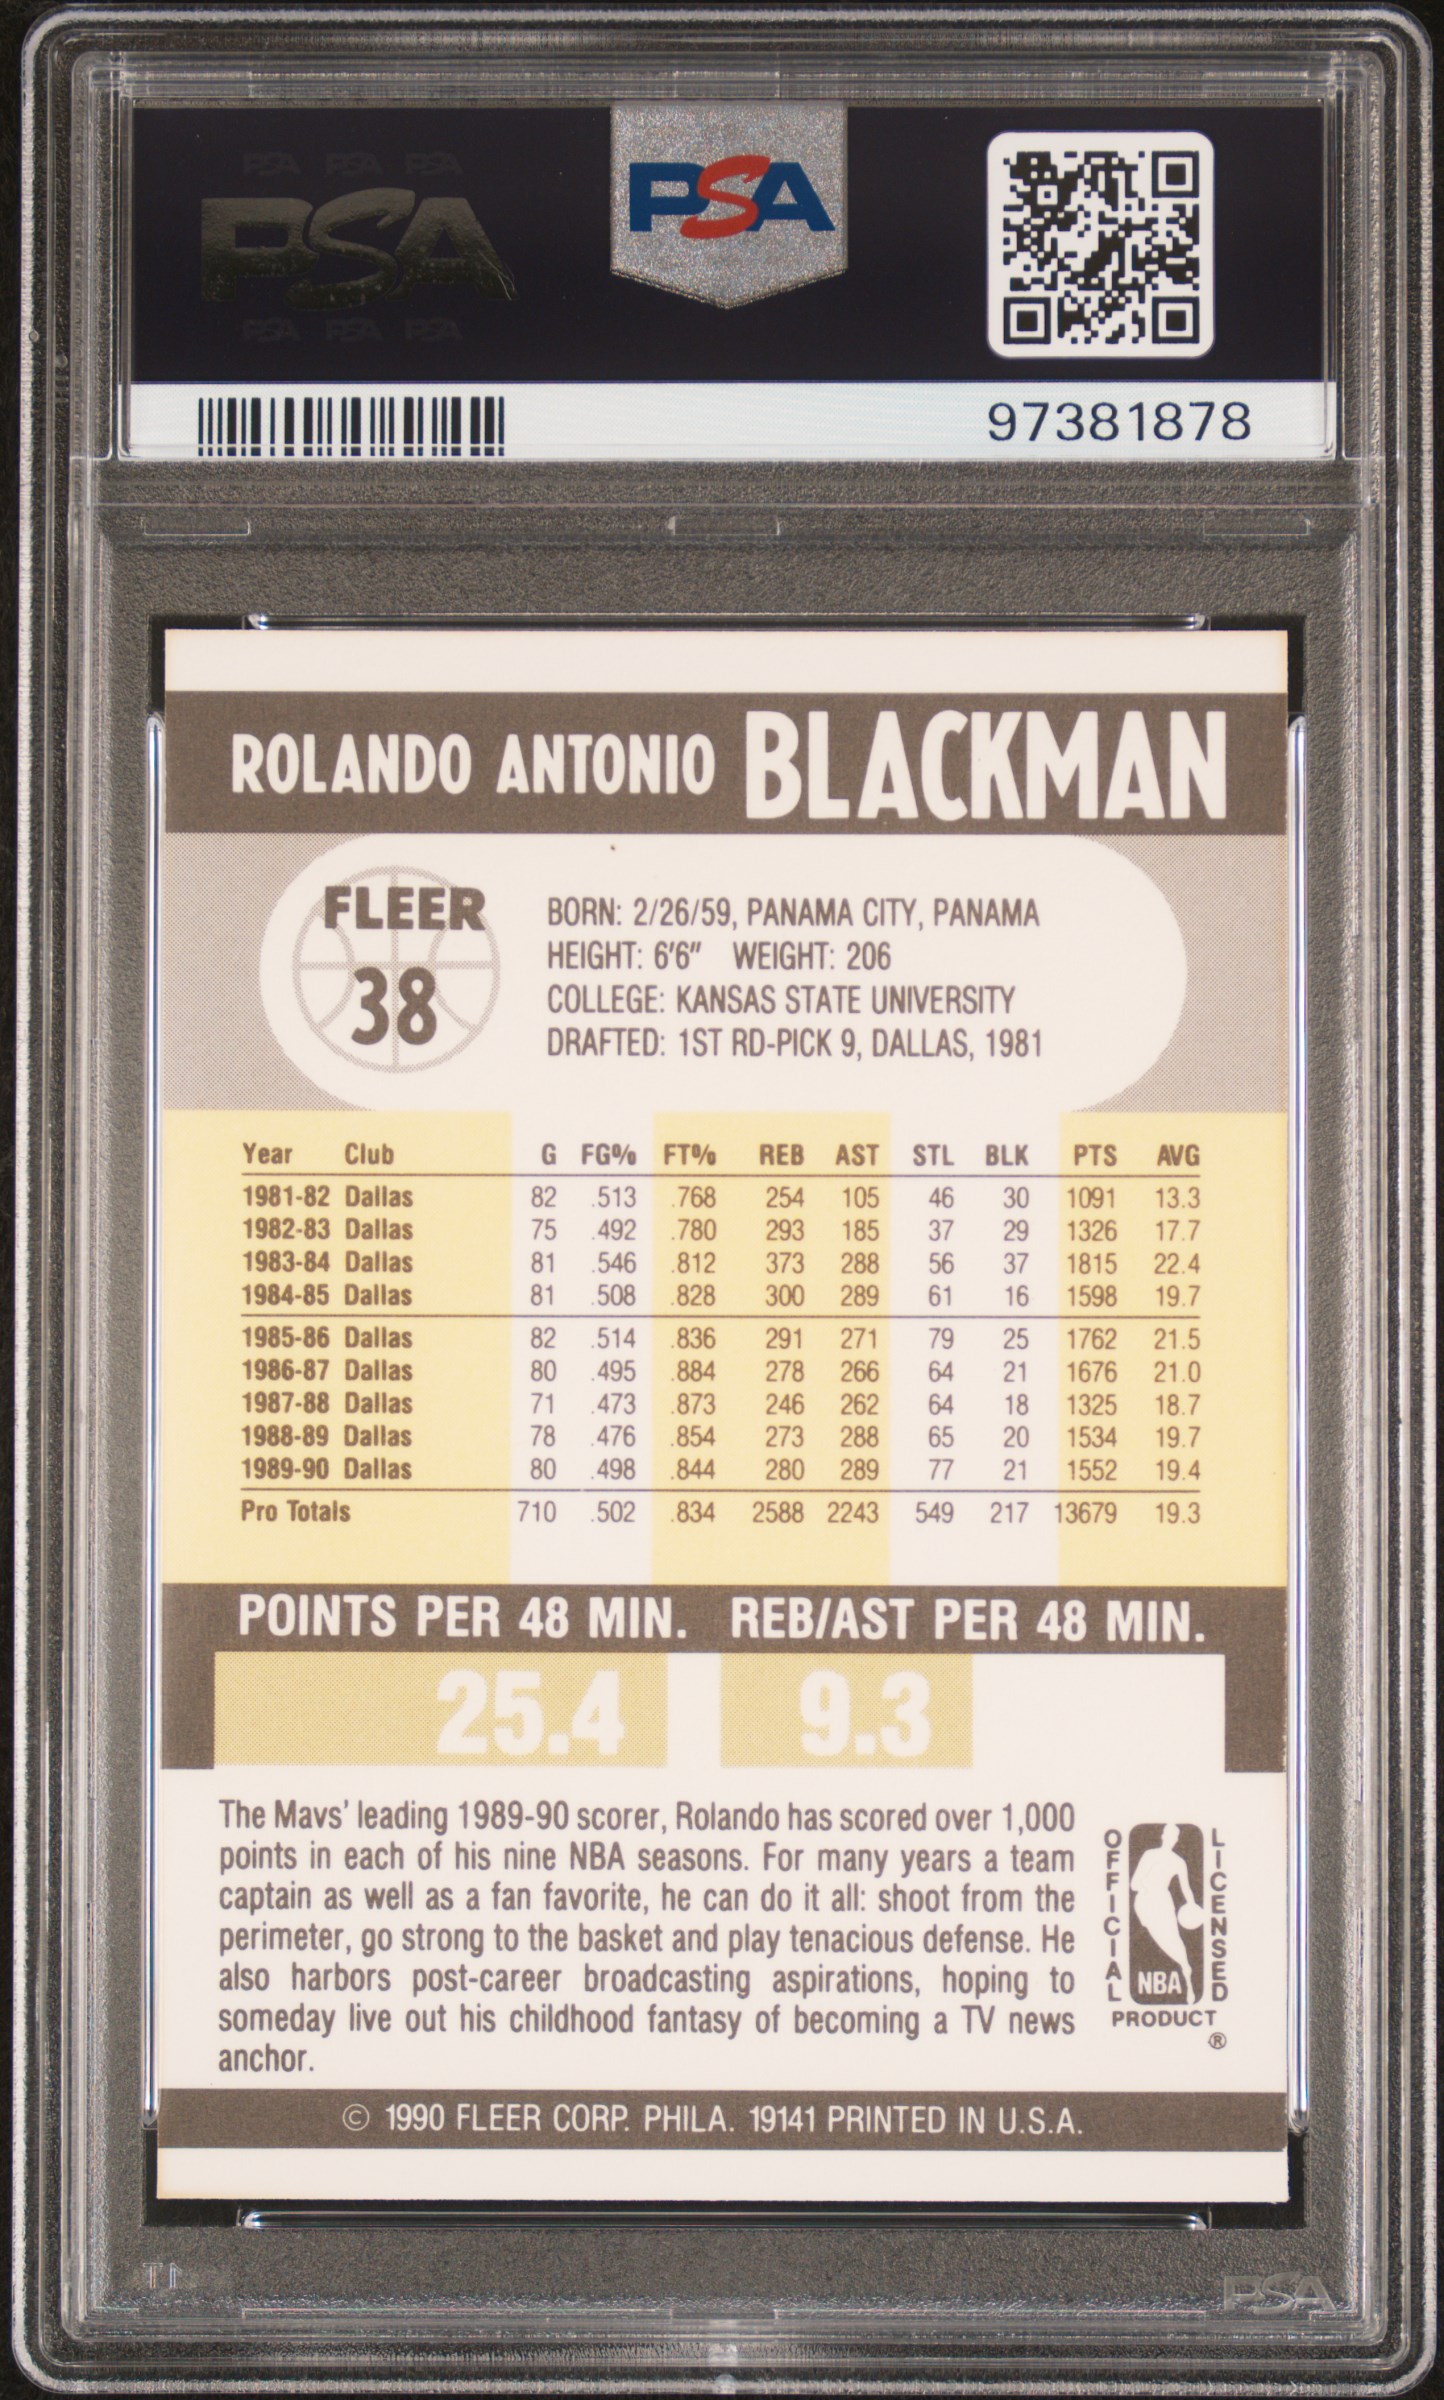 PSA PSA PSA
PSA
PSA PSA PSA
PSA
97381878
ROLANDO ANTONIO BLACKMAN
FLEER
38
BORN: 2/26/59, PANAMA CITY, PANAMA
HEIGHT: 6'6" WEIGHT: 206
COLLEGE: KANSAS STATE UNIVERSITY
DRAFTED: 1ST RD-PICK 9, DALLAS, 1981
Year Club G FG% FT% REB AST STL BLK PTS AVG
1981-82 Dallas 82 .513 .768 254 105 46 30 1091 13.3
1982-83 Dallas 75 .492 .780 293 185 37 29 1326 17.7
1983-84 Dallas 81 .546 .812 373 288 56 37 1815 22.4
1984-85 Dallas 81 .508 .828 300 289 61 16 1598 19.7
1985-86 Dallas 82 .514 .836 291 271 79 25 1762 21.5
1986-87 Dallas 80 .495 .884 278 266 64 21 1676 21.0
1987-88 Dallas 71 .473 .873 246 262 64 18 1325 18.7
1988-89 Dallas 78 .476 .854 273 288 65 20 1534 19.7
1989-90 Dallas 80 .498 .844 280 289 77 21 1552 19.4
Pro Totals 710 .502 .834 2588 2243 549 217 13679 19.3
POINTS PER 48 MIN. REB/AST PER 48 MIN.
25.4 9.3
The Mavs' leading 1989-90 scorer, Rolando has scored over 1,000
points in each of his nine NBA seasons. For many years a team
captain as well as a fan favorite, he can do it all: shoot from the
perimeter, go strong to the basket and play tenacious defense. He
also harbors post-career broadcasting aspirations, hoping to
someday live out his childhood fantasy of becoming a TV news
anchor.
OFFICIAL
NBA
LICENSED
PRODUCT
®
© 1990 FLEER CORP. PHILA. 19141 PRINTED IN U.S.A.
PSA